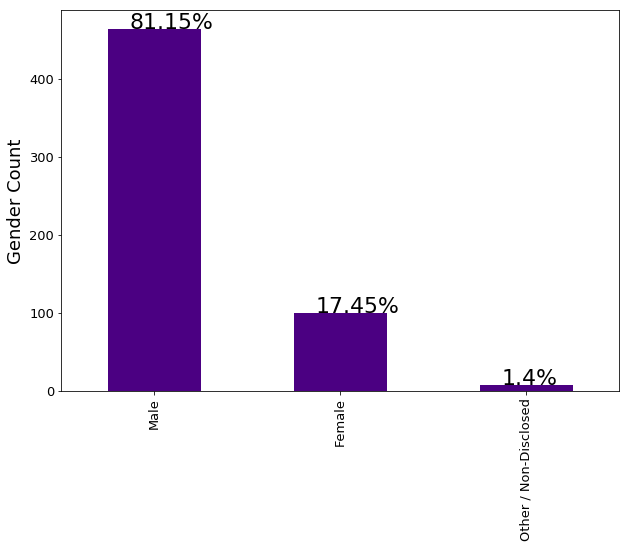 81.15%
17.45%
1.4%
Gender Count
400
300
200
100
0
Male
Female
Other / Non-Disclosed